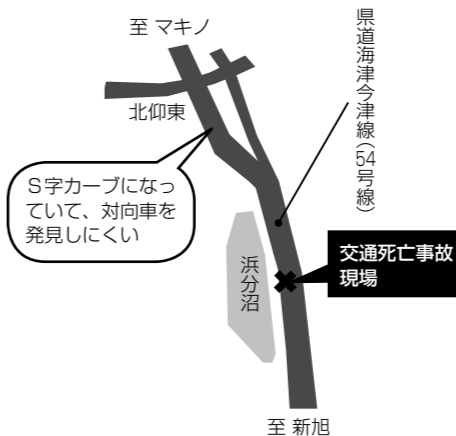 至 マキノ
県道海津今津線(54号線)
北仰東
S字カーブになっ
ていて、対向車を
発見しにくい
浜分沼
交通死亡事故
現場
至 新旭